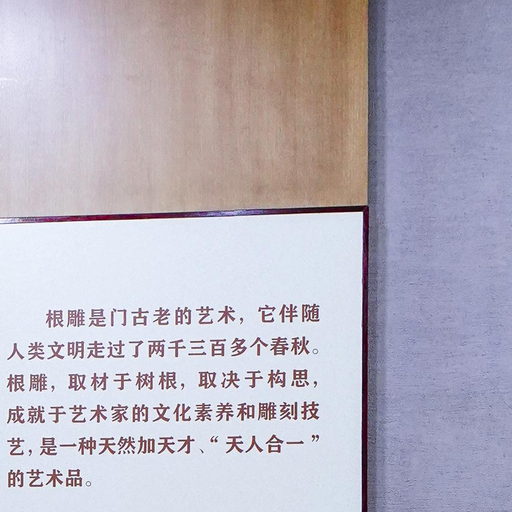 根雕是门古老的艺术，它伴随
人类文明走过了两千三百多个春秋。
根雕，取材于树根，取决于构思，
成就于艺术家的文化素养和雕刻技
艺，是一种天然加天才、“天人合一”
的艺术品。